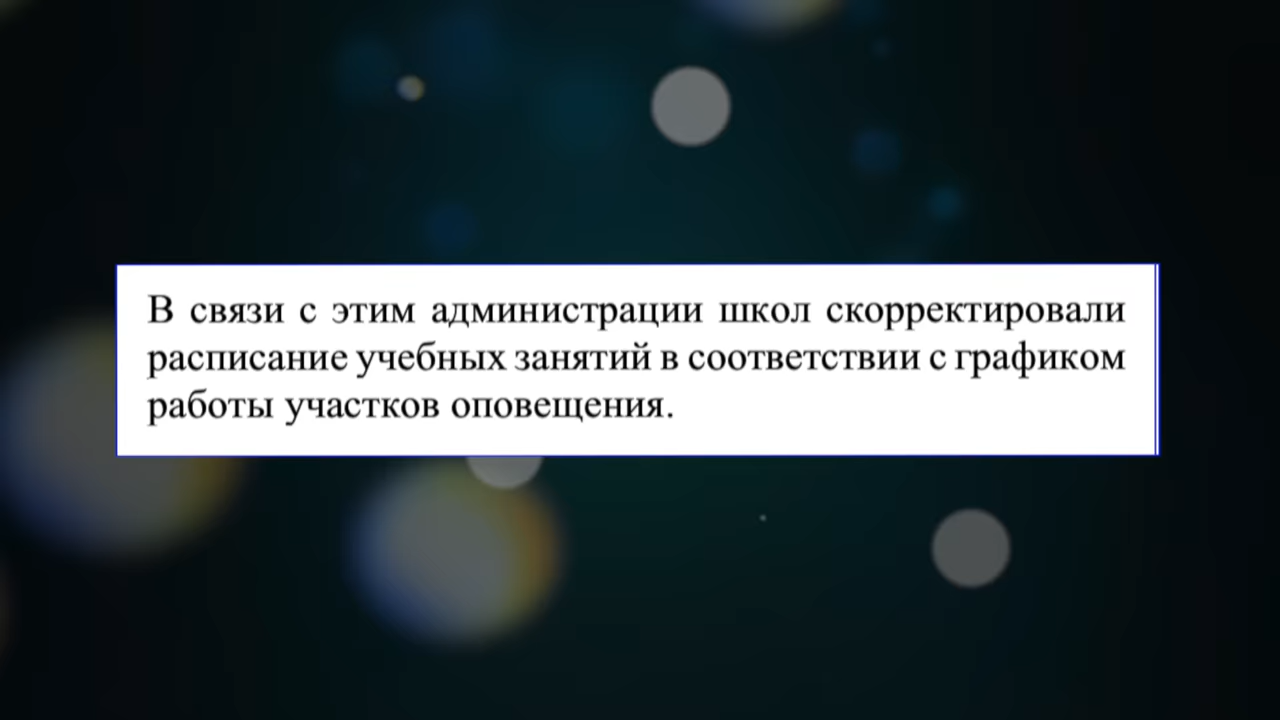 В связи с этим администрации школ скорректировали
расписание учебных занятий в соответствии с графиком
работы участков оповещения.